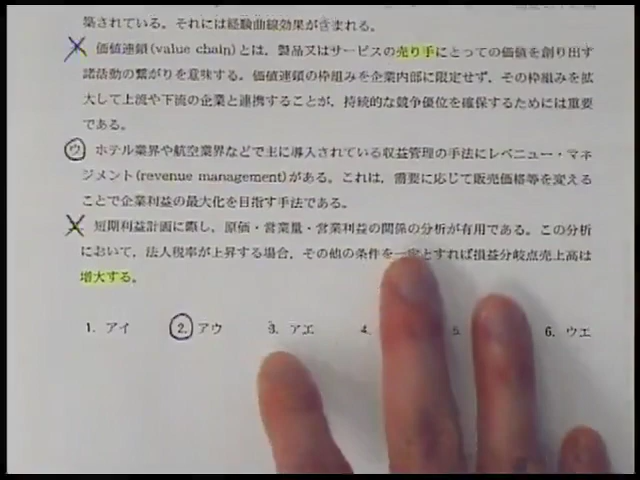 築されている。それには経験曲線効果が含まれる。
価値連鎖(value chain)とは、製品又はサービスの売り手にとっての価値を創り出す
諸活動の繋がりを意味する。価値連鎖の枠組みを企業内部に限定せず、その枠組みを拡
大して上流や下流の企業と連携することが、持続的な競争優位を確保するためには重要
である。
ウ ホテル業界や航空業界などで主に導入されている収益管理の手法にレベニュー・マネ
ジメント(revenue management)がある。これは、需要に応じて販売価格等を変える
ことで企業利益の最大化を目指す手法である。
短期利益計画に際し、原価・営業量・営業利益の関係の分析が有用である。この分析
において、法人税率が上昇する場合、その他の条件を一定とすれば損益分岐点売上高は
増大する。
1. アイ 2. アウ 3. アエ 4. 5. 6. ウエ